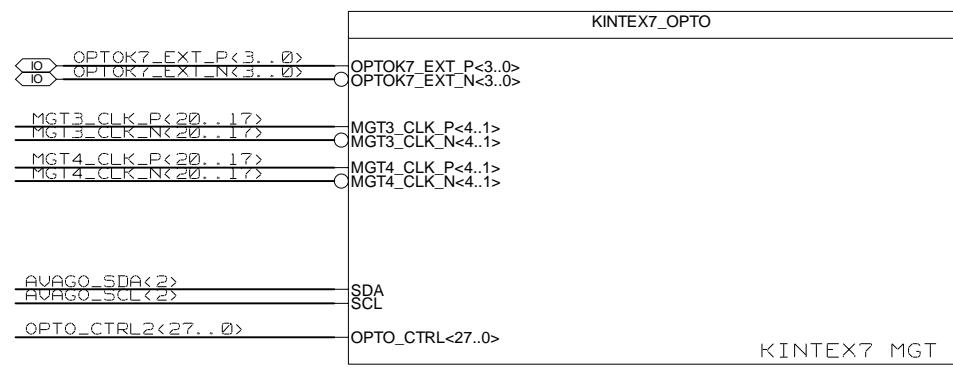 KINTEX7_OPTO
IO OPTOK7_EXT_P<3..0> OPTOK7_EXT_P<3..0>
IO OPTOK7_EXT_N<3..0> OPTOK7_EXT_N<3..0>
MGT3_CLK_P<20..17> MGT3_CLK_P<4..1>
MGT3_CLK_N<20..17> MGT3_CLK_N<4..1>
MGT4_CLK_P<20..17> MGT4_CLK_P<4..1>
MGT4_CLK_N<20..17> MGT4_CLK_N<4..1>
AVAGO_SDA<2> SDA
AVAGO_SCL<2> SCL
OPTO_CTRL2<27..0> OPTO_CTRL<27..0>
KINTEX7 MGT